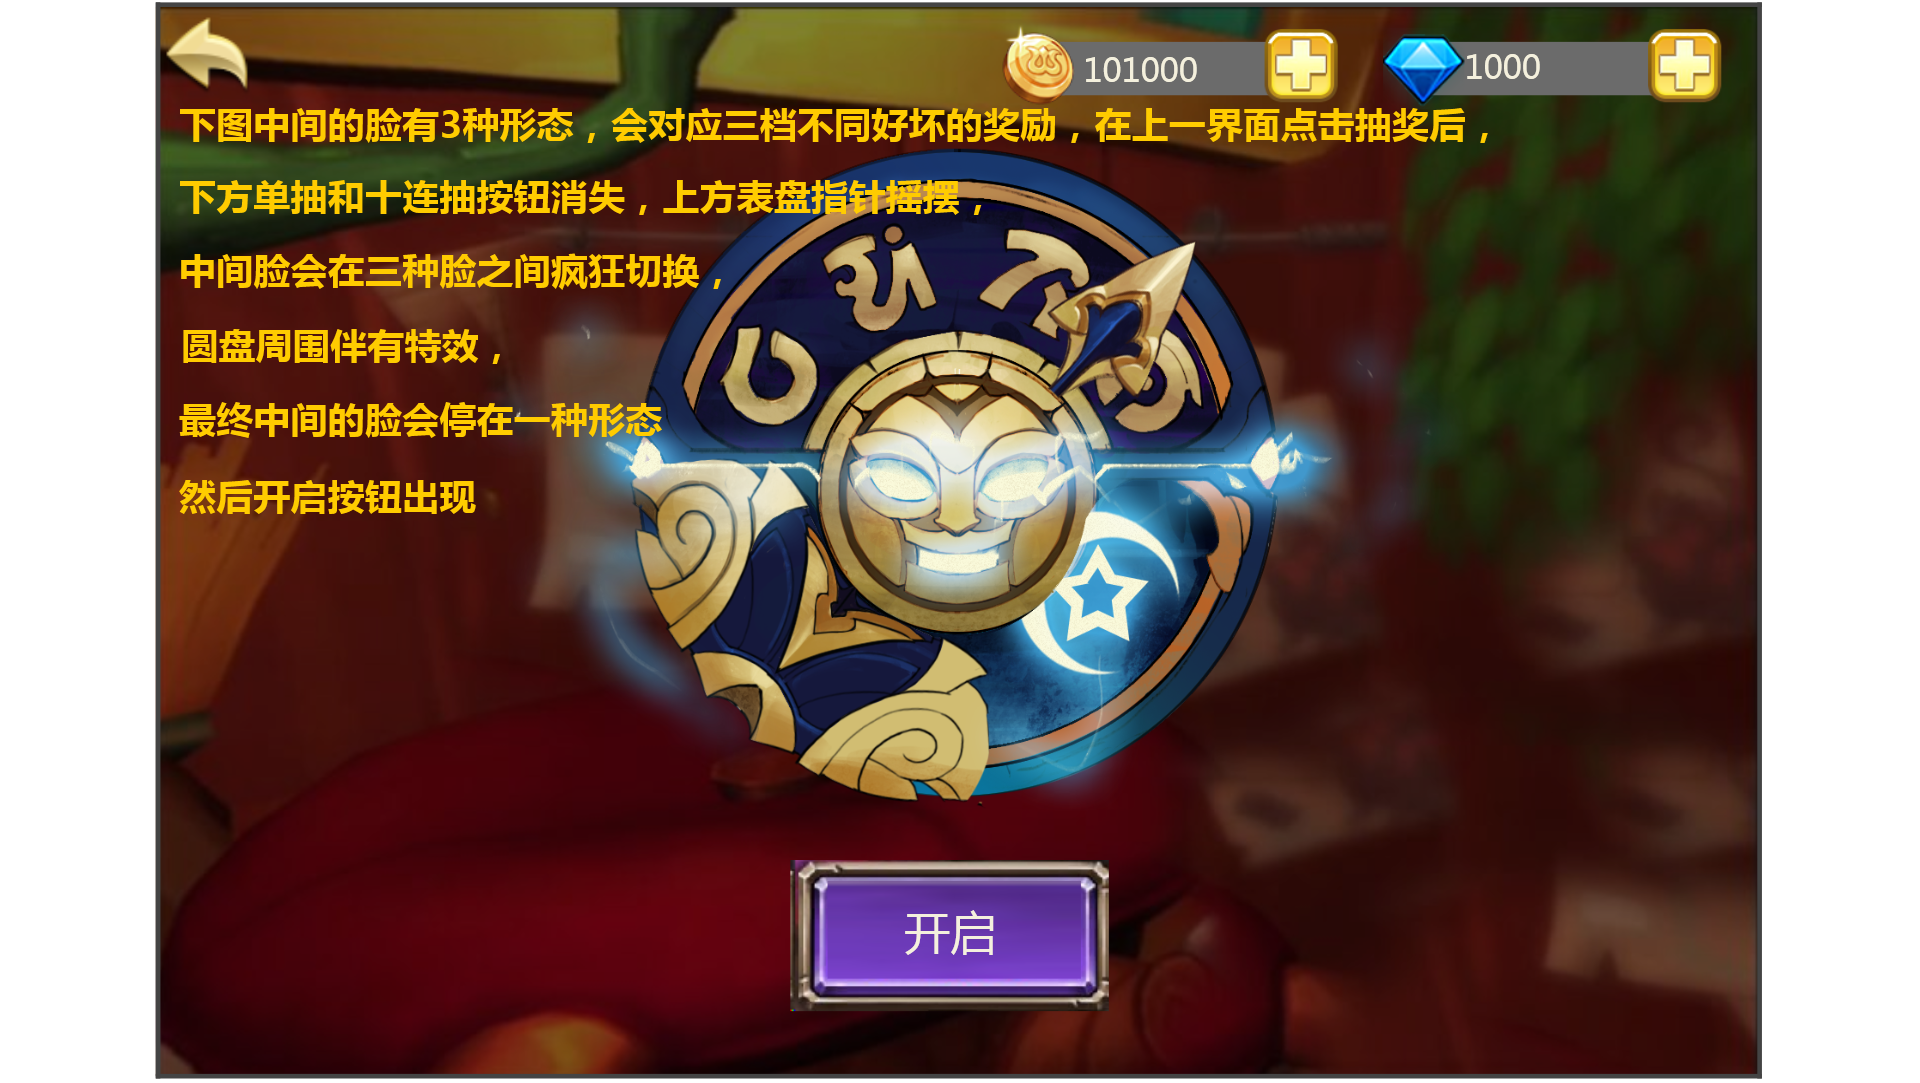 101000
1000
下图中间的脸有3种形态，会对应三档不同好坏的奖励，在上一界面点击抽奖后，
下方单抽和十连抽按钮消失，上方表盘指针摇摆，
中间脸会在三种脸之间疯狂切换，
圆盘周围伴有特效，
最终中间的脸会停在一种形态
然后开启按钮出现
开启